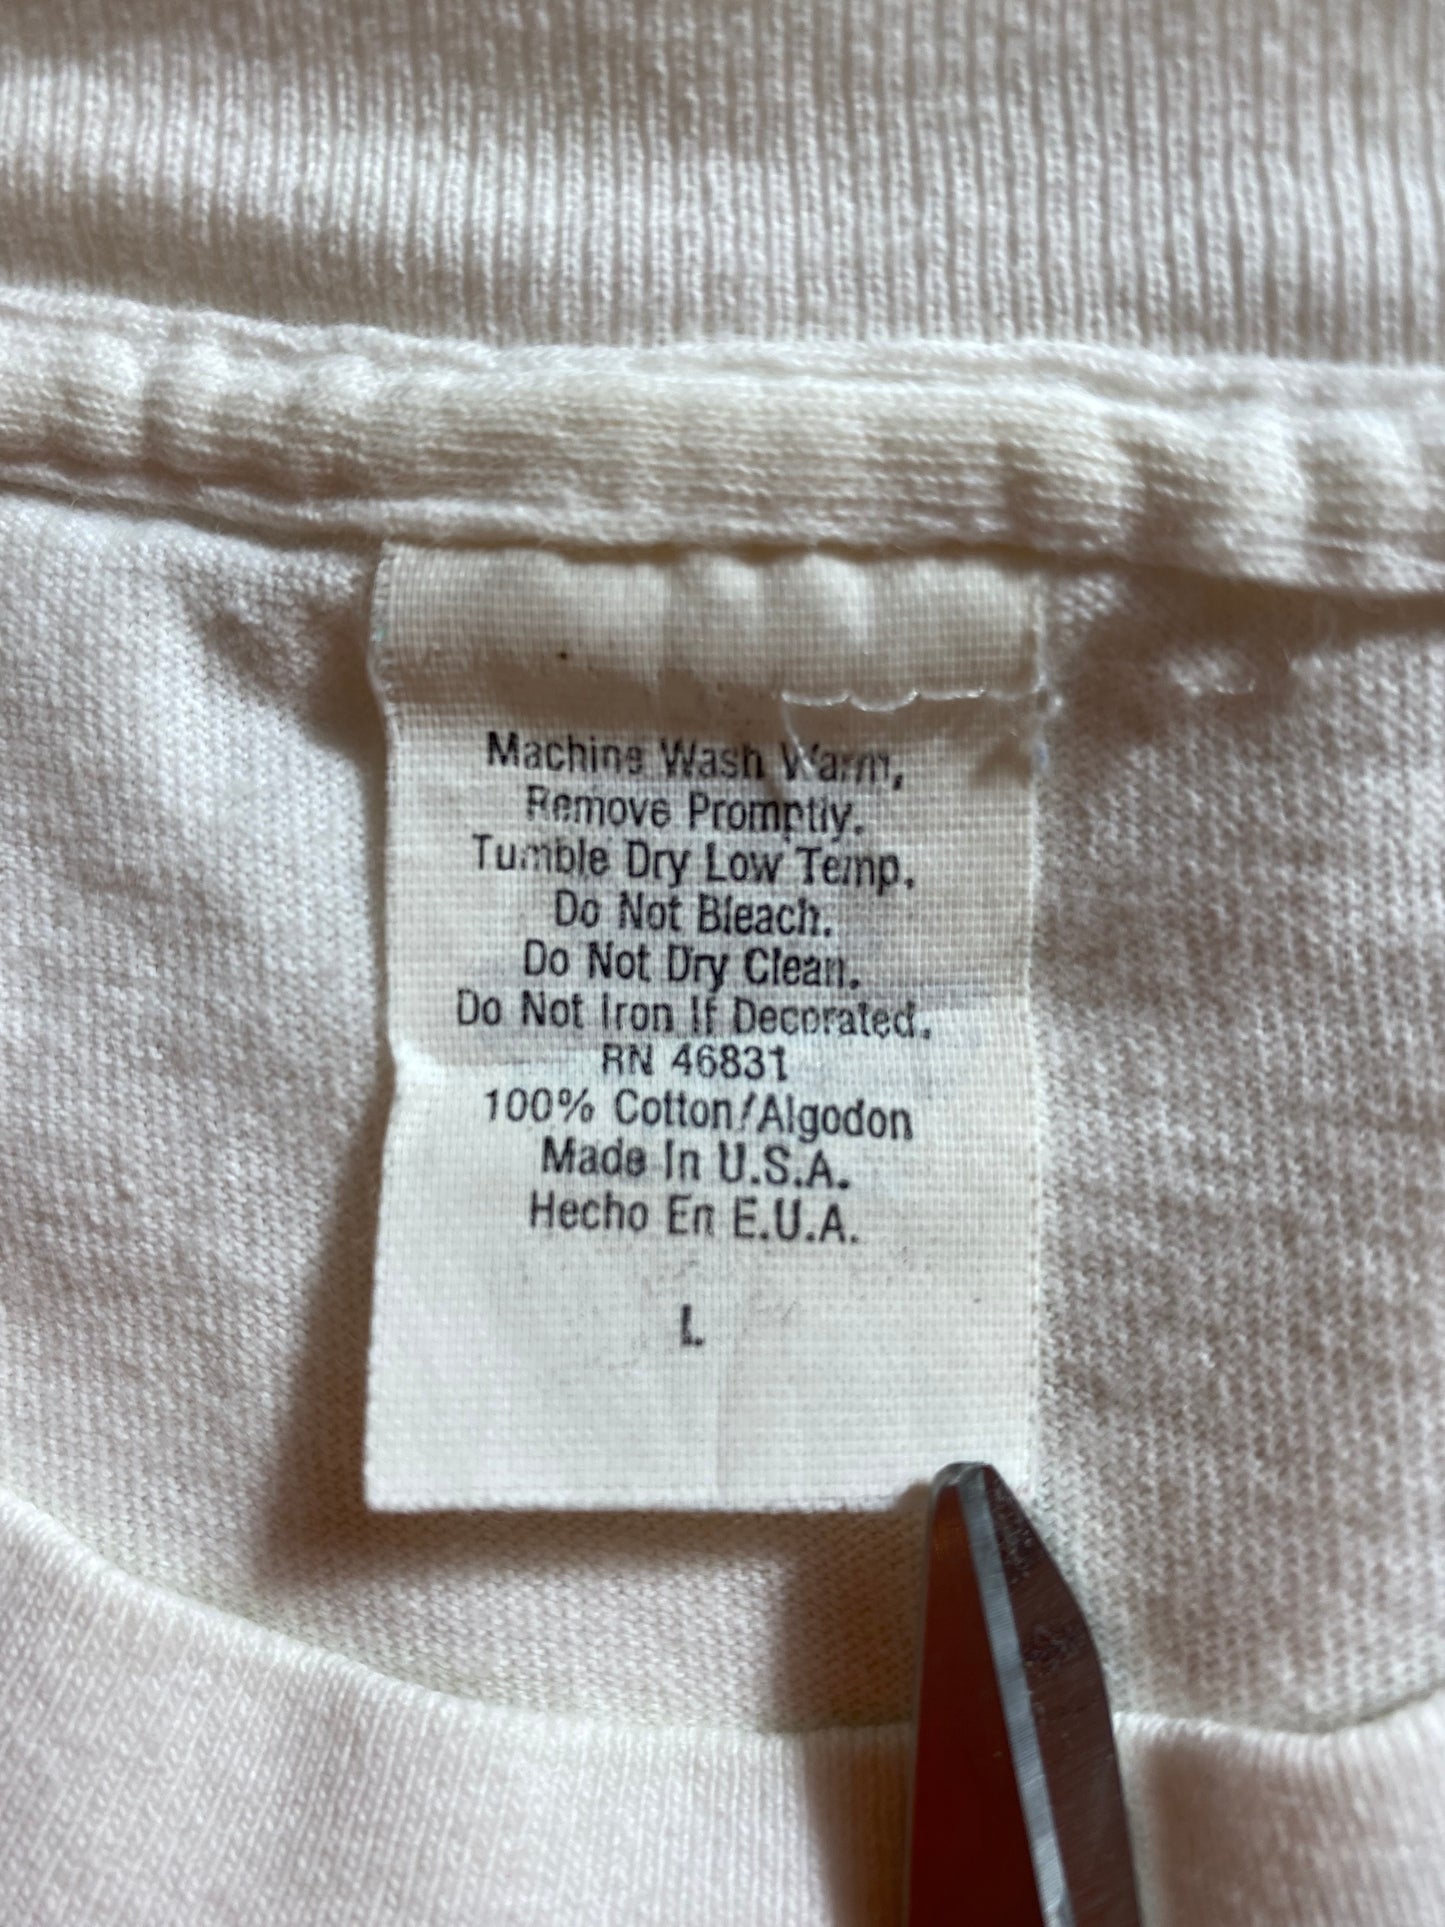 Machine Wash Warm,
Remove Promptly.
Tumble Dry Low Temp.
Do Not Bleach.
Do Not Dry Clean.
Do Not Iron If Decorated.
RN 46831
100% Cotton/Algodon
Made In U.S.A.
Hecho En E.U.A.
L